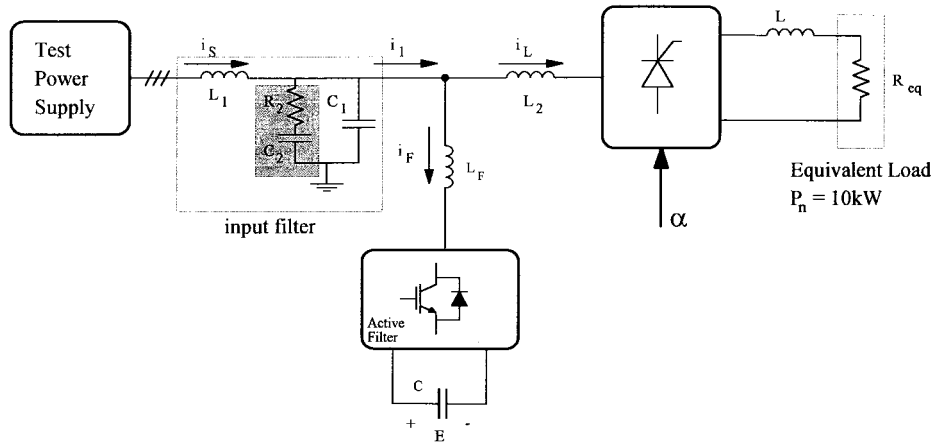 Test
Power
Supply
i_S
L_1
R_2
C_2
C_1
input filter
i_1
i_F
L_F
i_L
L_2
L
R_eq
Equivalent Load
P_n = 10kW
α
Active
Filter
C
+ E -